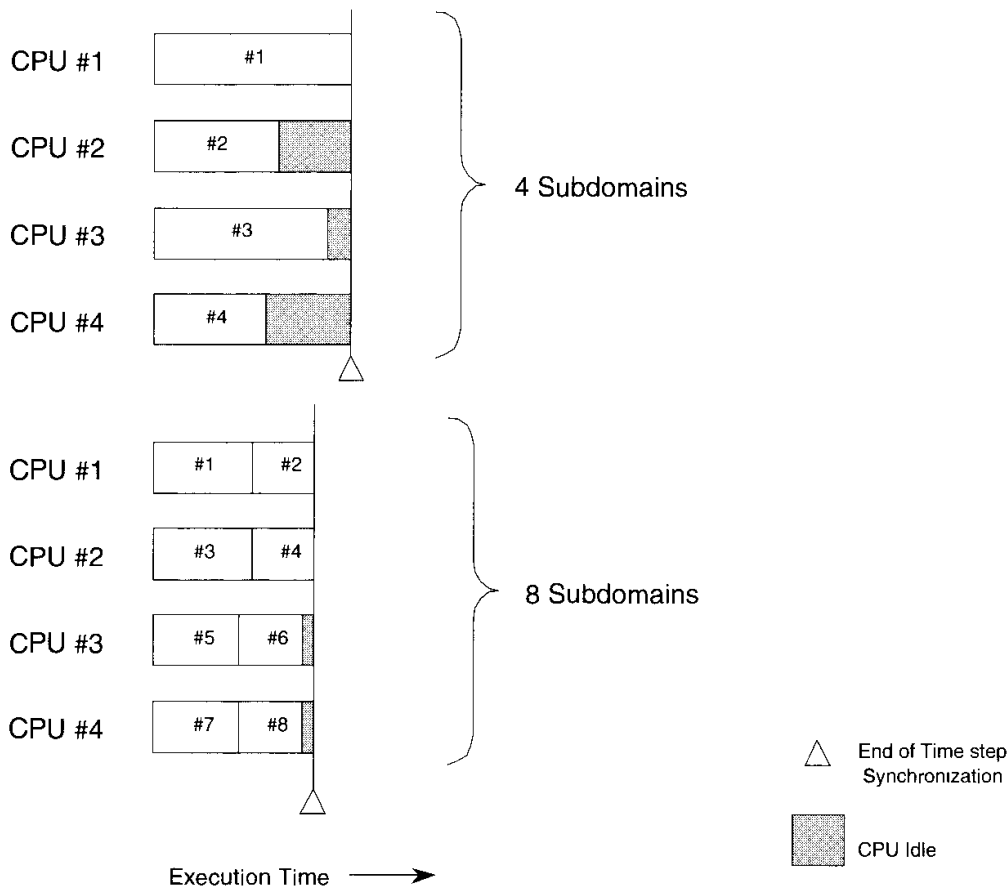 CPU #1 #1
CPU #2 #2
CPU #3 #3
CPU #4 #4
4 Subdomains
CPU #1 #1 #2
CPU #2 #3 #4
CPU #3 #5 #6
CPU #4 #7 #8
8 Subdomains
End of Time step
Synchronization
CPU Idle
Execution Time